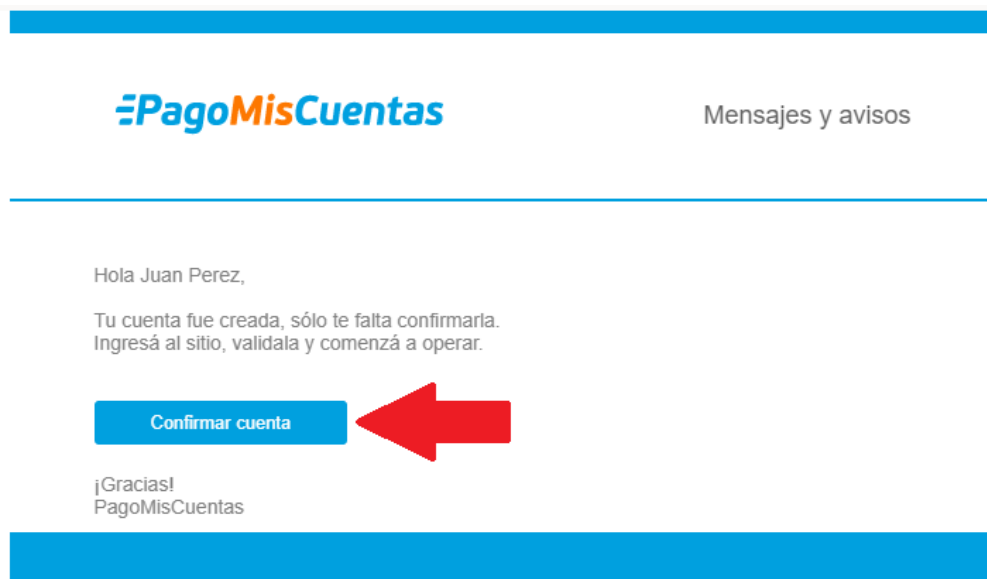 PagoMisCuentas
Mensajes y avisos
Hola Juan Perez,
Tu cuenta fue creada, sólo te falta confirmarla.
Ingresá al sitio, validala y comenzá a operar.
Confirmar cuenta
¡Gracias!
PagoMisCuentas